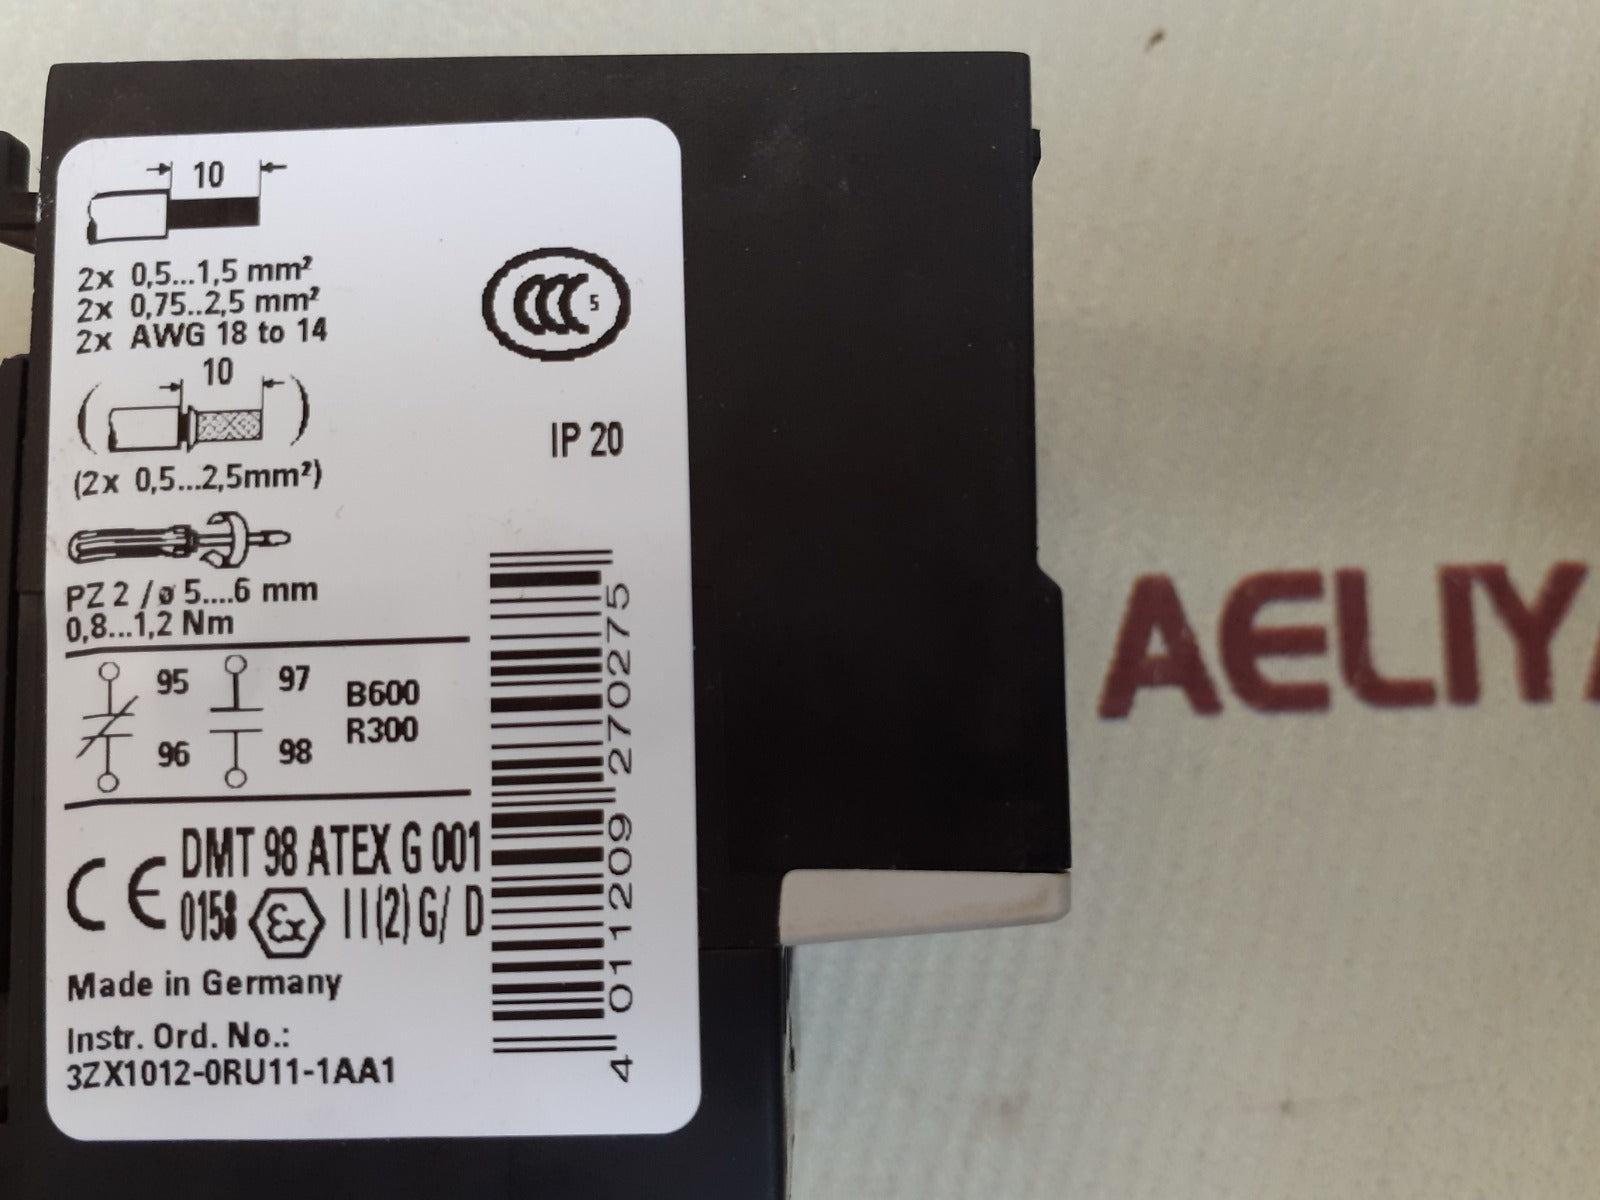 10
2x 0,5...1,5 mm²
2x 0,75..2,5 mm²
2x AWG 18 to 14
10
(2x 0,5...2,5mm²)
PZ 2 / ø 5....6 mm
0,8...1,2 Nm
95 97 B600
R300
96 98
CE DMT 98 ATEX G 001
0158 Ex II (2) G/ D
Made in Germany
Instr. Ord. No.:
3ZX1012-0RU11-1AA1
CCC S
IP 20
4 011209 270275
AELIYA